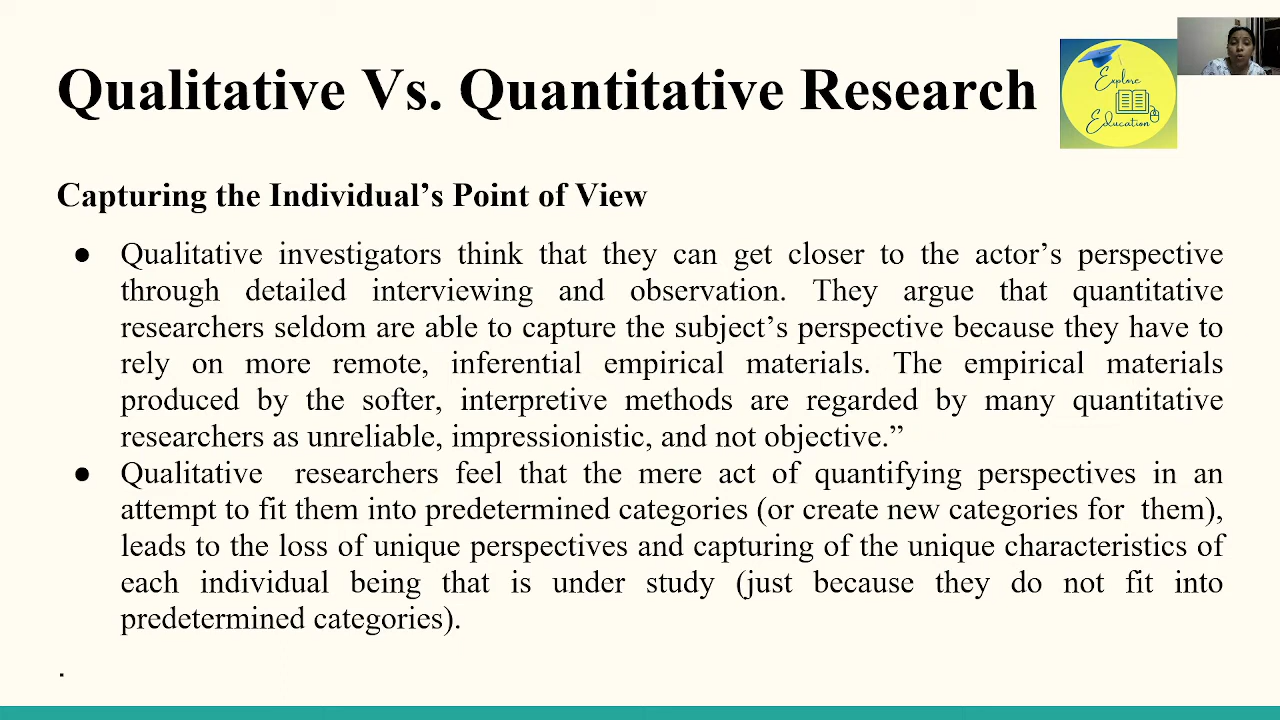 Qualitative Vs. Quantitative Research
Explore
Education
Capturing the Individual’s Point of View
● Qualitative investigators think that they can get closer to the actor’s perspective
through detailed interviewing and observation. They argue that quantitative
researchers seldom are able to capture the subject’s perspective because they have to
rely on more remote, inferential empirical materials. The empirical materials
produced by the softer, interpretive methods are regarded by many quantitative
researchers as unreliable, impressionistic, and not objective.”
● Qualitative researchers feel that the mere act of quantifying perspectives in an
attempt to fit them into predetermined categories (or create new categories for them),
leads to the loss of unique perspectives and capturing of the unique characteristics of
each individual being that is under study (just because they do not fit into
predetermined categories).
.